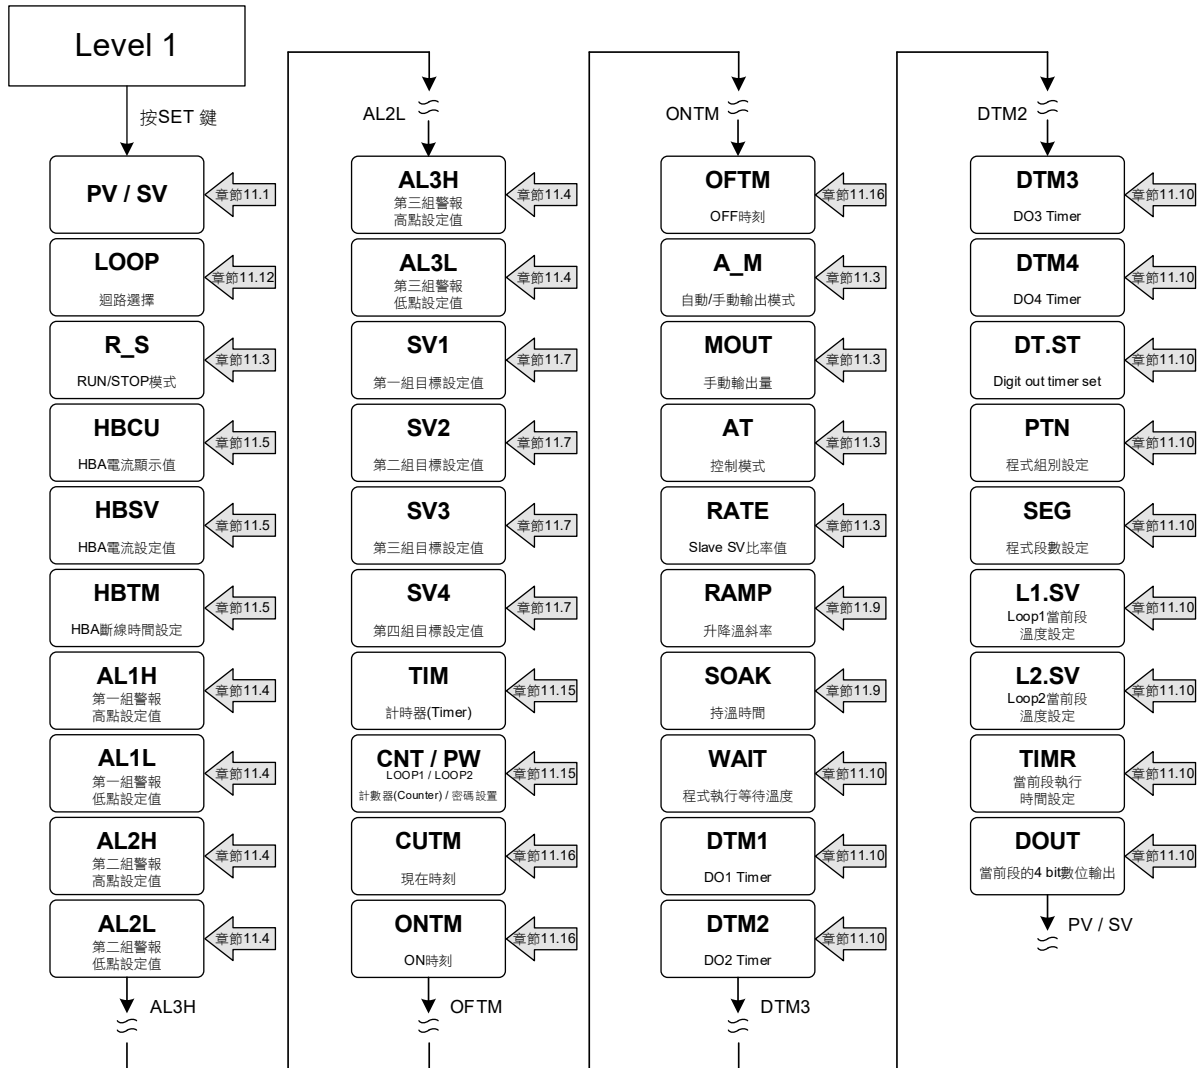 Level 1
按SET 鍵
PV / SV
章節11.1
LOOP
迴路選擇
章節11.12
R_S
RUN/STOP模式
章節11.3
HBCU
HBA電流顯示值
章節11.5
HBSV
HBA電流設定值
章節11.5
HBTM
HBA斷線時間設定
章節11.5
AL1H
第一組警報
高點設定值
章節11.4
AL1L
第一組警報
低點設定值
章節11.4
AL2H
第二組警報
高點設定值
章節11.4
AL2L
第二組警報
低點設定值
章節11.4
AL3H
AL2L
AL3H
第三組警報
高點設定值
章節11.4
AL3L
第三組警報
低點設定值
章節11.4
SV1
第一組目標設定值
章節11.7
SV2
第二組目標設定值
章節11.7
SV3
第三組目標設定值
章節11.7
SV4
第四組目標設定值
章節11.7
TIM
計時器(Timer)
章節11.15
CNT / PW
LOOP1 / LOOP2
計數器(Counter) / 密碼設置
章節11.15
CUTM
現在時刻
章節11.16
ONTM
ON時刻
章節11.16
OFTM
ONTM
OFTM
OFF時刻
章節11.16
A_M
自動/手動輸出模式
章節11.3
MOUT
手動輸出量
章節11.3
AT
控制模式
章節11.3
RATE
Slave SV比率值
章節11.3
RAMP
升降溫斜率
章節11.9
SOAK
持溫時間
章節11.9
WAIT
程式執行等待溫度
章節11.10
DTM1
DO1 Timer
章節11.10
DTM2
DO2 Timer
章節11.10
DTM3
DTM2
DTM3
DO3 Timer
章節11.10
DTM4
DO4 Timer
章節11.10
DT.ST
Digit out timer set
章節11.10
PTN
程式組別設定
章節11.10
SEG
程式段數設定
章節11.10
L1.SV
Loop1當前段
溫度設定
章節11.10
L2.SV
Loop2當前段
溫度設定
章節11.10
TIMR
當前段執行
時間設定
章節11.10
DOUT
當前段的4 bit數位輸出
章節11.10
PV / SV